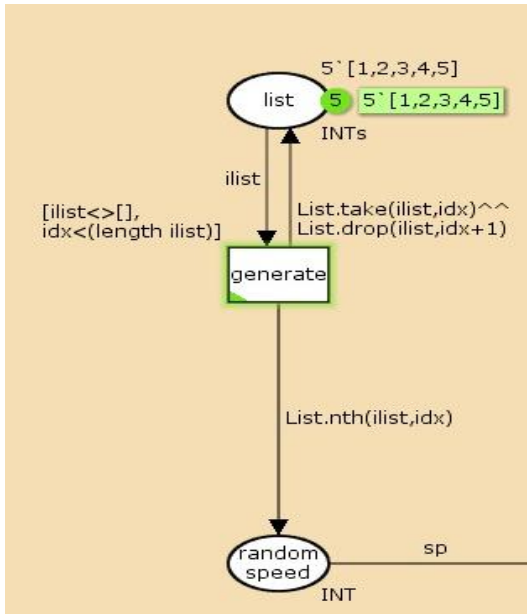 5`[1,2,3,4,5]
list
5
5`[1,2,3,4,5]
INTs
ilist
[ilist<>[],
idx<(length ilist)]
List.take(ilist,idx)^^
List.drop(ilist,idx+1)
generate
List.nth(ilist,idx)
random
speed
sp
INT